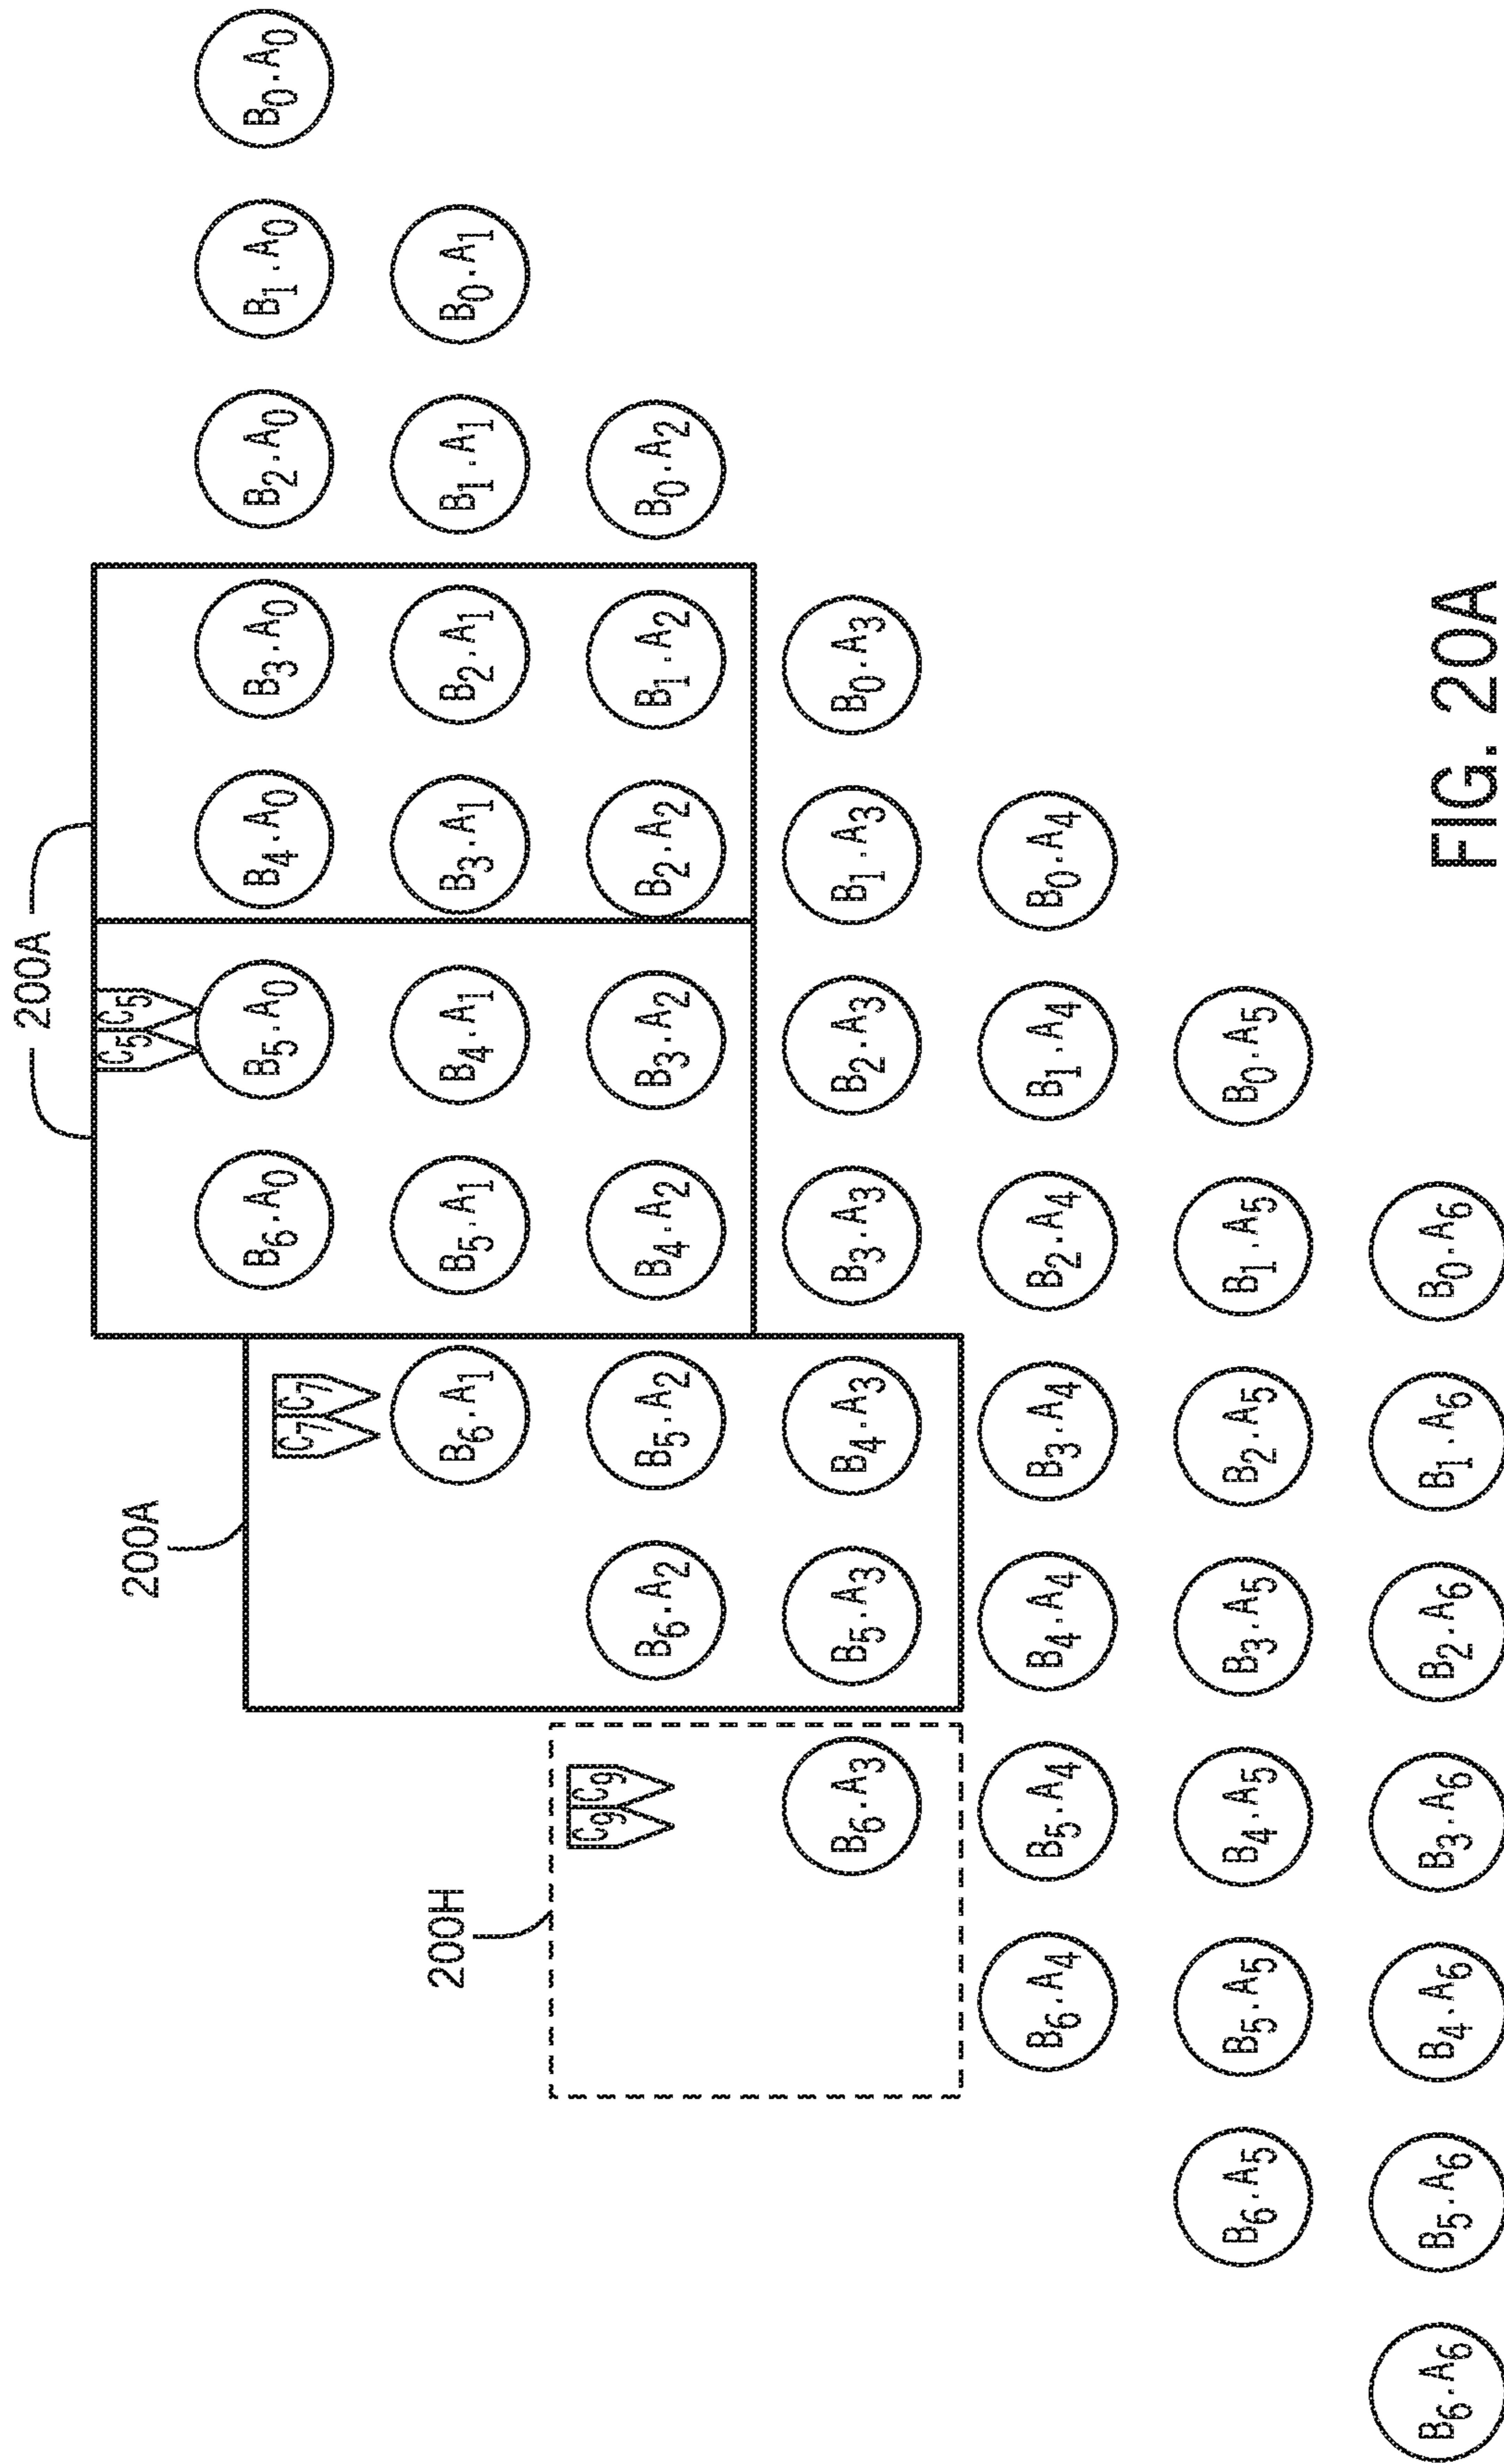 200A
C5 C5
200A
B6·A0 B5·A0 B4·A0 B3·A0 B2·A0 B1·A0 B0·A0
C7 C7
200H
B6·A1 B5·A1 B4·A1 B3·A1 B2·A1 B1·A1 B0·A1
C9 C9
B6·A2 B5·A2 B4·A2 B3·A2 B2·A2 B1·A2 B0·A2
B6·A3 B5·A3 B4·A3 B3·A3 B2·A3 B1·A3 B0·A3
B6·A4 B5·A4 B4·A4 B3·A4 B2·A4 B1·A4 B0·A4
B6·A5 B5·A5 B4·A5 B3·A5 B2·A5 B1·A5 B0·A5
B6·A6 B5·A6 B4·A6 B3·A6 B2·A6 B1·A6 B0·A6
FIG. 20A